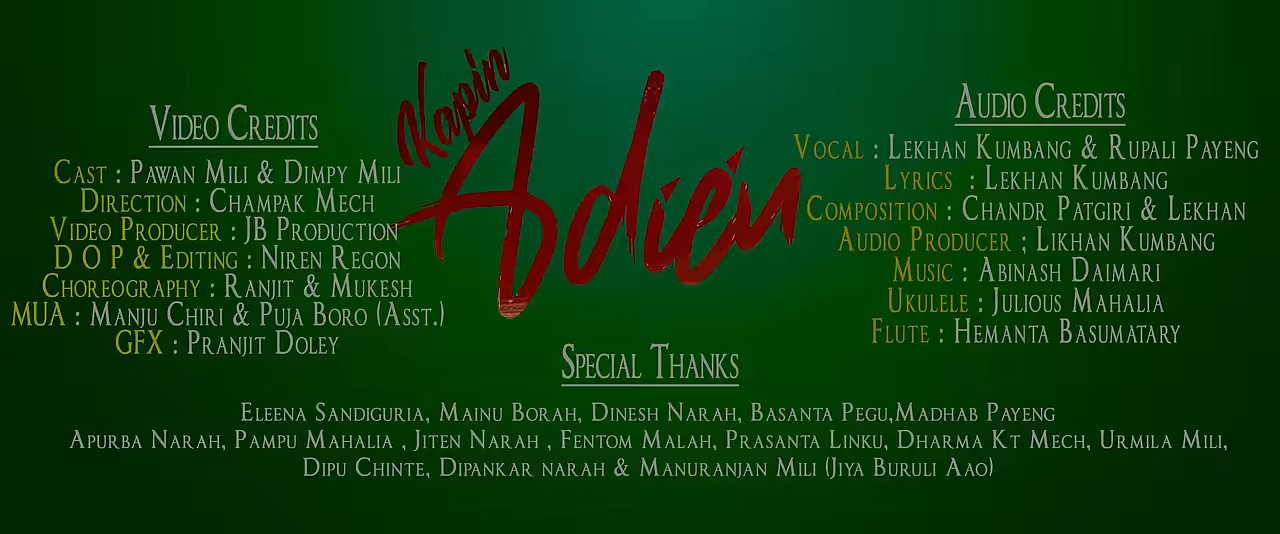 Kapin
Adién
Video Credits
Cast : Pawan Mili & Dimpy Mili
Direction : Champak Mech
Video Producer : JB Production
D O P & Editing : Niren Regon
Choreography : Ranjit & Mukesh
MUA : Manju Chiri & Puja Boro (Asst.)
GFX : Pranjit Doley
Audio Credits
Vocal : Lekhan Kumbang & Rupali Payeng
Lyrics : Lekhan Kumbang
Composition : Chandr Patgiri & Lekhan
Audio Producer ; Likhan Kumbang
Music : Abinash Daimari
Ukulele : Julious Mahalia
Flute : Hemanta Basumatary
Special Thanks
Eleena Sandiguria, Mainu Borah, Dinesh Narah, Basanta Pegu,Madhab Payeng
Apurba Narah, Pampu Mahalia , Jiten Narah , Fentom Malah, Prasanta Linku, Dharma Kt Mech, Urmila Mili,
Dipu Chinte, Dipankar narah & Manuranjan Mili (Jiya Buruli Aao)